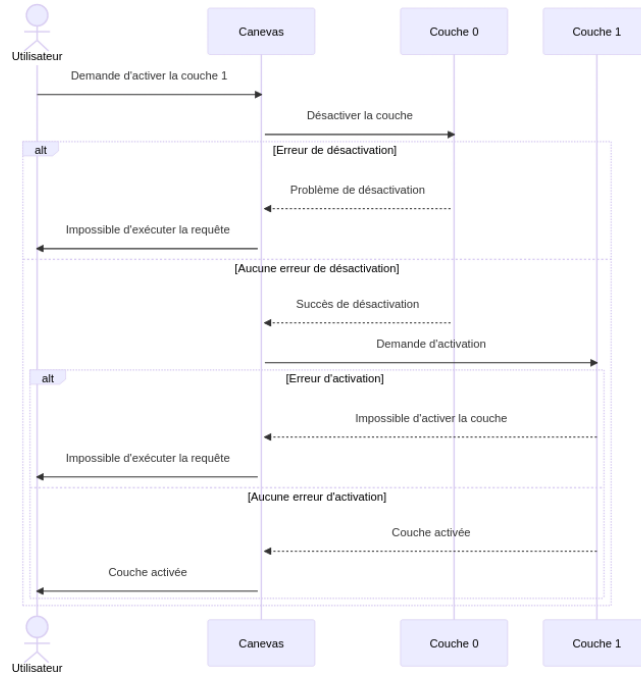 Utilisateur
Canevas
Couche 0
Couche 1
Demande d'activer la couche 1
Désactiver la couche
alt
[Erreur de désactivation]
Problème de désactivation
Impossible d'exécuter la requête
[Aucune erreur de désactivation]
Succès de désactivation
Demande d'activation
alt
[Erreur d'activation]
Impossible d'activer la couche
Impossible d'exécuter la requête
[Aucune erreur d'activation]
Couche activée
Couche activée
Utilisateur
Canevas
Couche 0
Couche 1